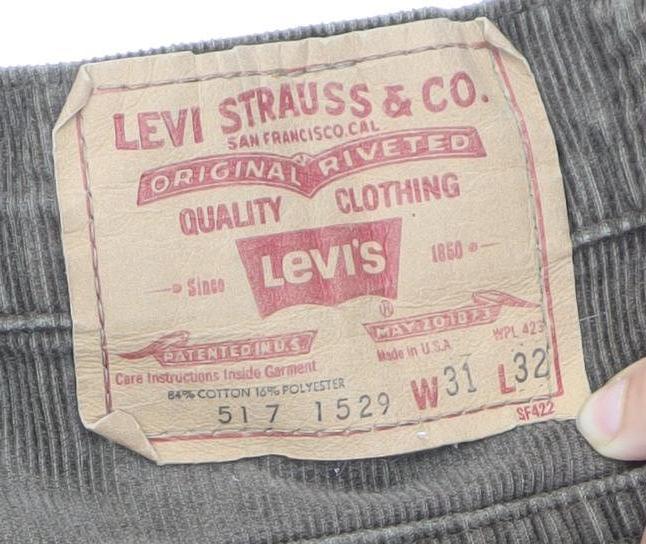 LEVI STRAUSS & CO.
SAN FRANCISCO.CAL
ORIGINAL RIVETED
QUALITY CLOTHING
LEVI'S
Since 1850
®
PATENTED IN U.S. MAY 20 1873
Made in U.S.A WPL 423
Care Instructions Inside Garment
84% COTTON 16% POLYESTER
517 1529 W31 L32
SF422